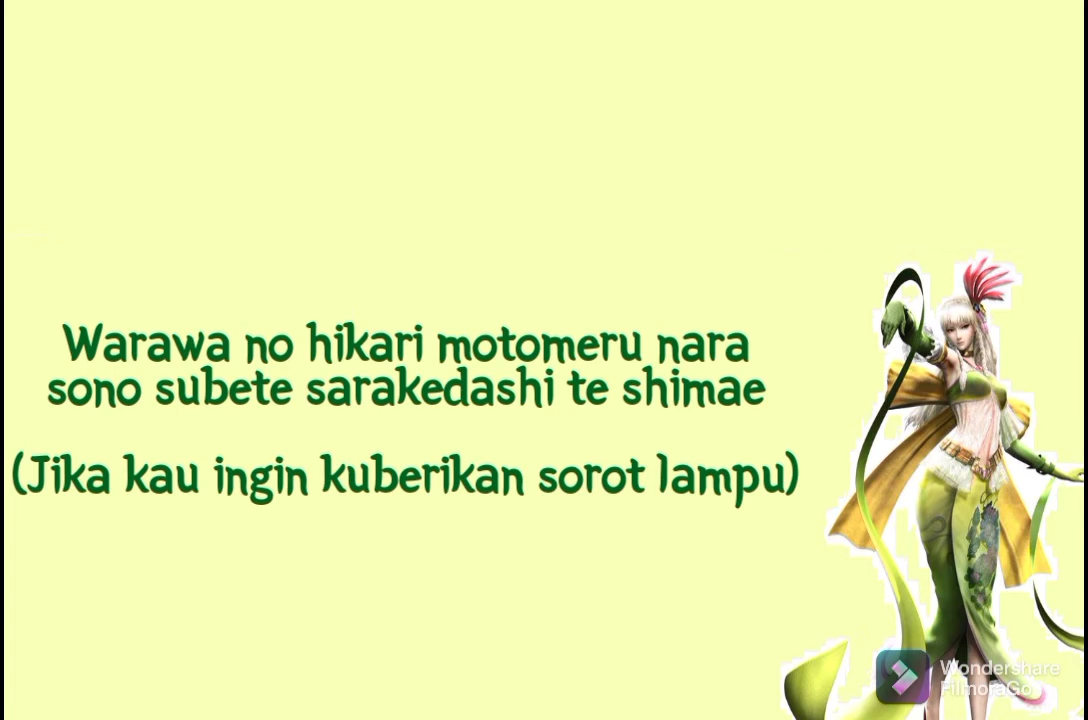 Warawa no hikari motomeru nara
sono subete sarakedashi te shimae
(Jika kau ingin kuberikan sorot lampu)
Wondershare
FilmoraGo